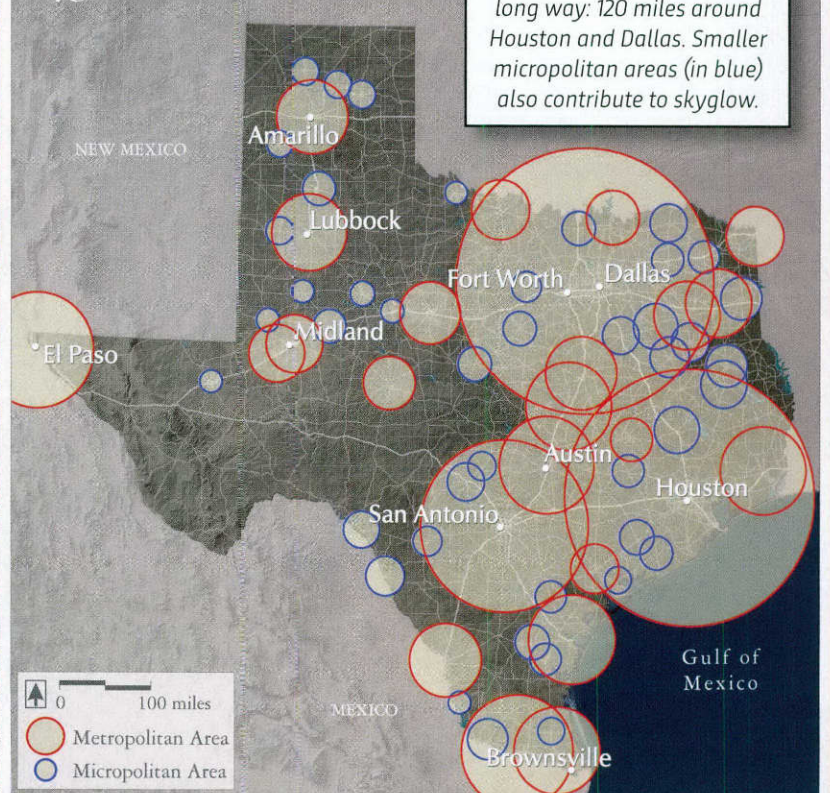 long way: 120 miles around
Houston and Dallas. Smaller
micropolitan areas (in blue)
also contribute to skyglow.
Amarillo
NEW MEXICO
Lubbock
Fort Worth
Dallas
Midland
El Paso
Austin
Houston
San Antonio
Gulf of
Mexico
MEXICO
0 100 miles
Metropolitan Area
Micropolitan Area
Brownsville